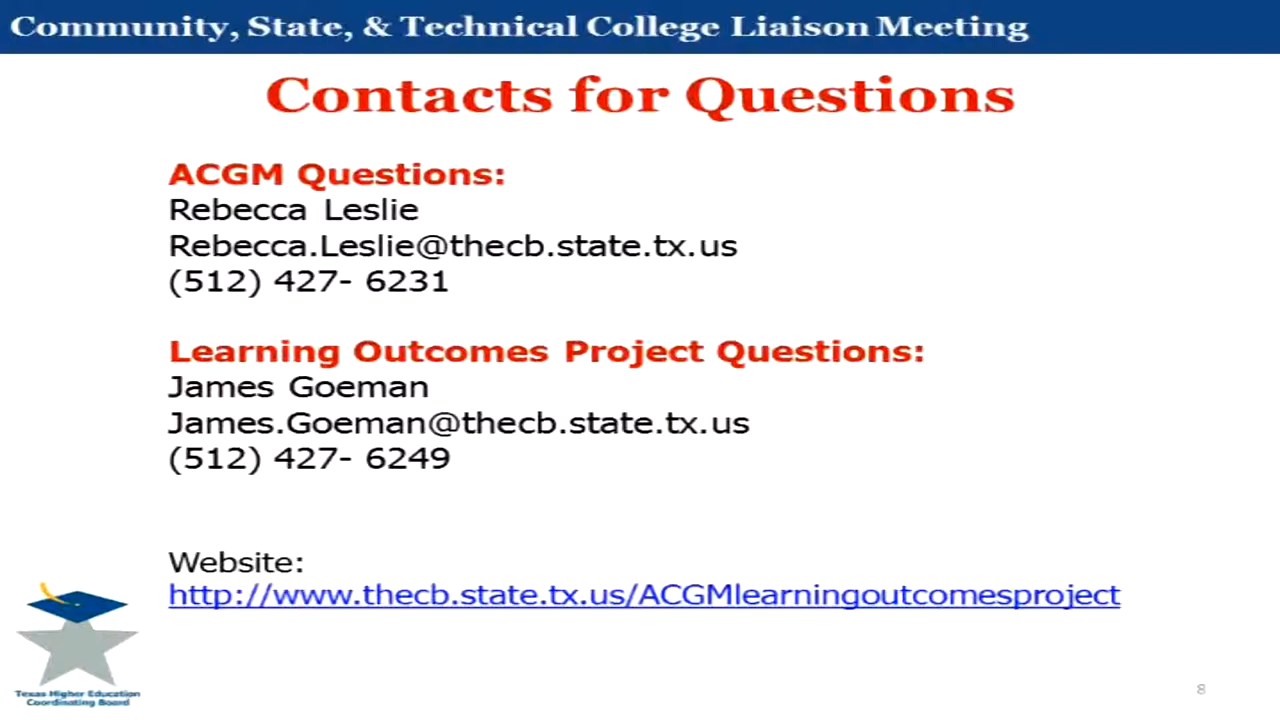 Community, State, & Technical College Liaison Meeting
Contacts for Questions
ACGM Questions:
Rebecca Leslie
Rebecca.Leslie@thecb.state.tx.us
(512) 427- 6231
Learning Outcomes Project Questions:
James Goeman
James.Goeman@thecb.state.tx.us
(512) 427- 6249
Website:
http://www.thecb.state.tx.us/ACGMlearningoutcomesproject
Texas Higher Education
Coordinating Board
8